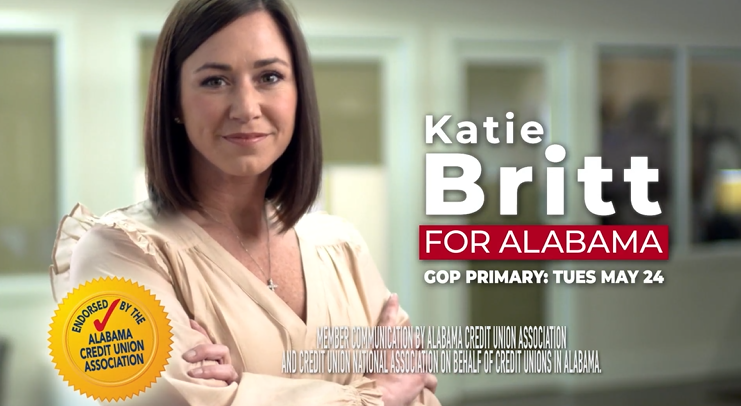 Katie
Britt
FOR ALABAMA
GOP PRIMARY: TUES MAY 24
ENDORSED BY THE
ALABAMA
CREDIT UNION
ASSOCIATION
MEMBER COMMUNICATION BY ALABAMA CREDIT UNION ASSOCIATION
AND CREDIT UNION NATIONAL ASSOCIATION ON BEHALF OF CREDIT UNIONS IN ALABAMA.